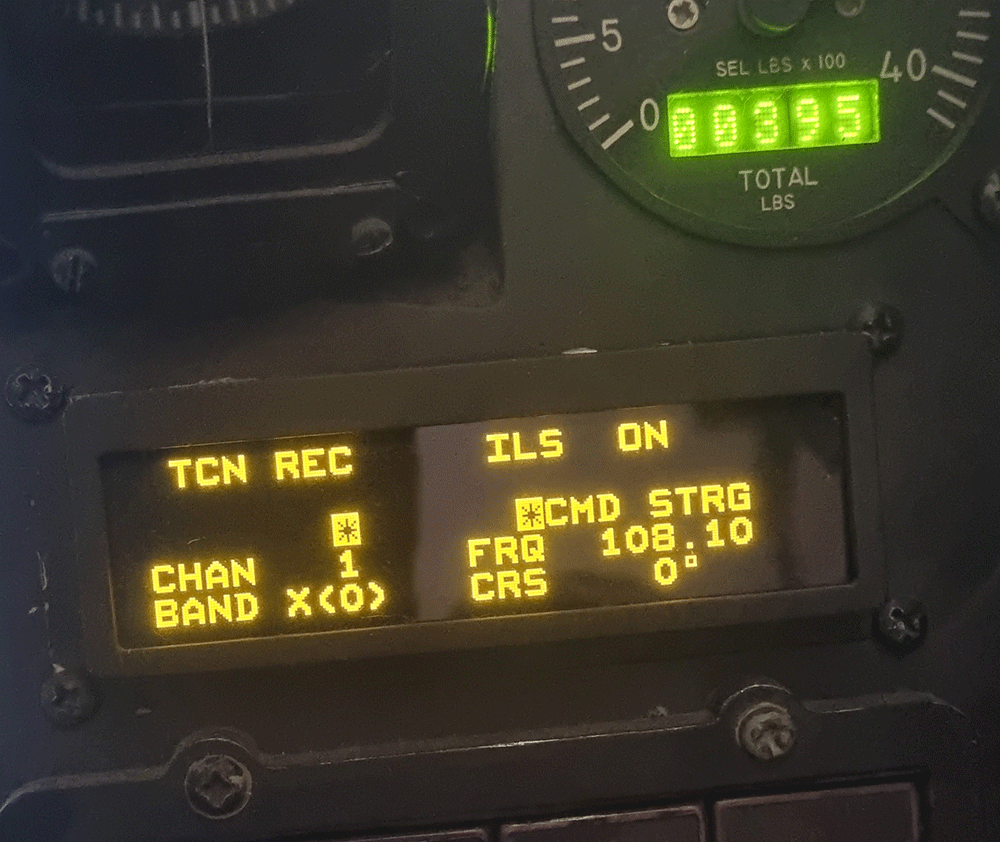 5
SEL LBS x 100
40
0
00395
TOTAL
LBS
TCN REC ILS ON
CMD STRG
CHAN 1 FRQ 108.10
BAND X(0) CRS 0°